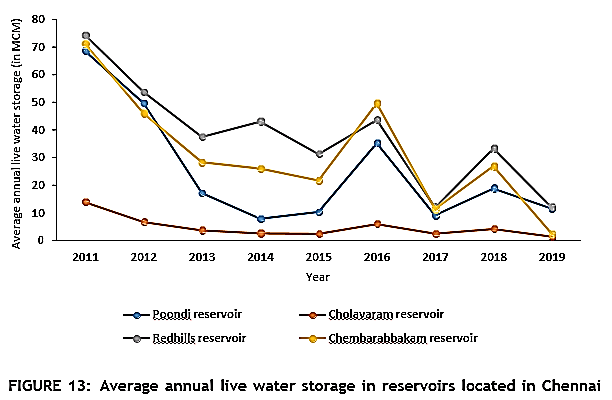 Average annual live water storage (in MCM)
80
70
60
50
40
30
20
10
0
2011 2012 2013 2014 2015 2016 2017 2018 2019
Year
Poondi reservoir Cholavaram reservoir
Redhills reservoir Chembarabbakam reservoir
FIGURE 13: Average annual live water storage in reservoirs located in Chennai